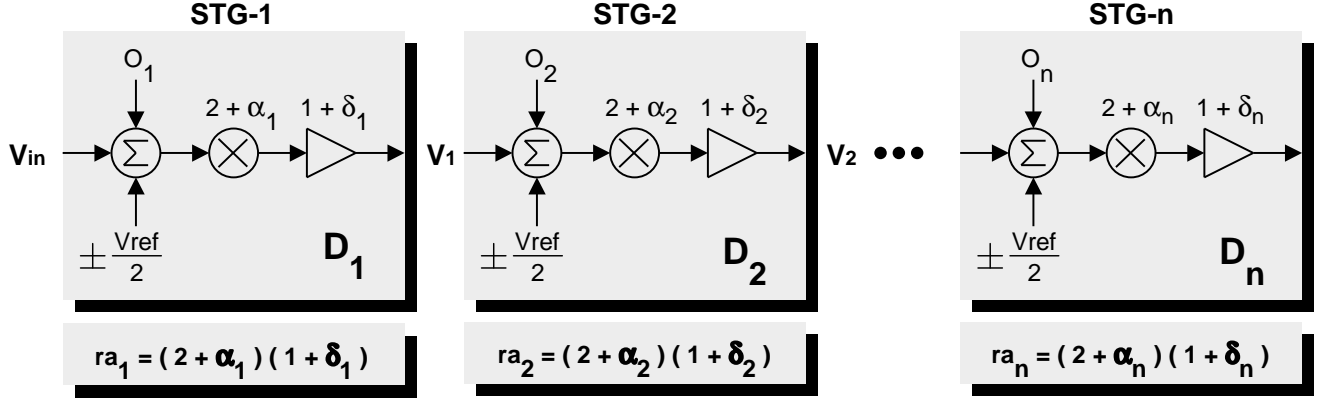 STG-1 STG-2 STG-n
O1 O2 On
2 + α1 1 + δ1 2 + α2 1 + δ2 2 + αn 1 + δn
Vin Σ V1 Σ V2 ••• Σ
± Vref/2 D1 ± Vref/2 D2 ± Vref/2 Dn
ra1 = ( 2 + α1 ) ( 1 + δ1 ) ra2 = ( 2 + α2 ) ( 1 + δ2 ) ran = ( 2 + αn ) ( 1 + δn )